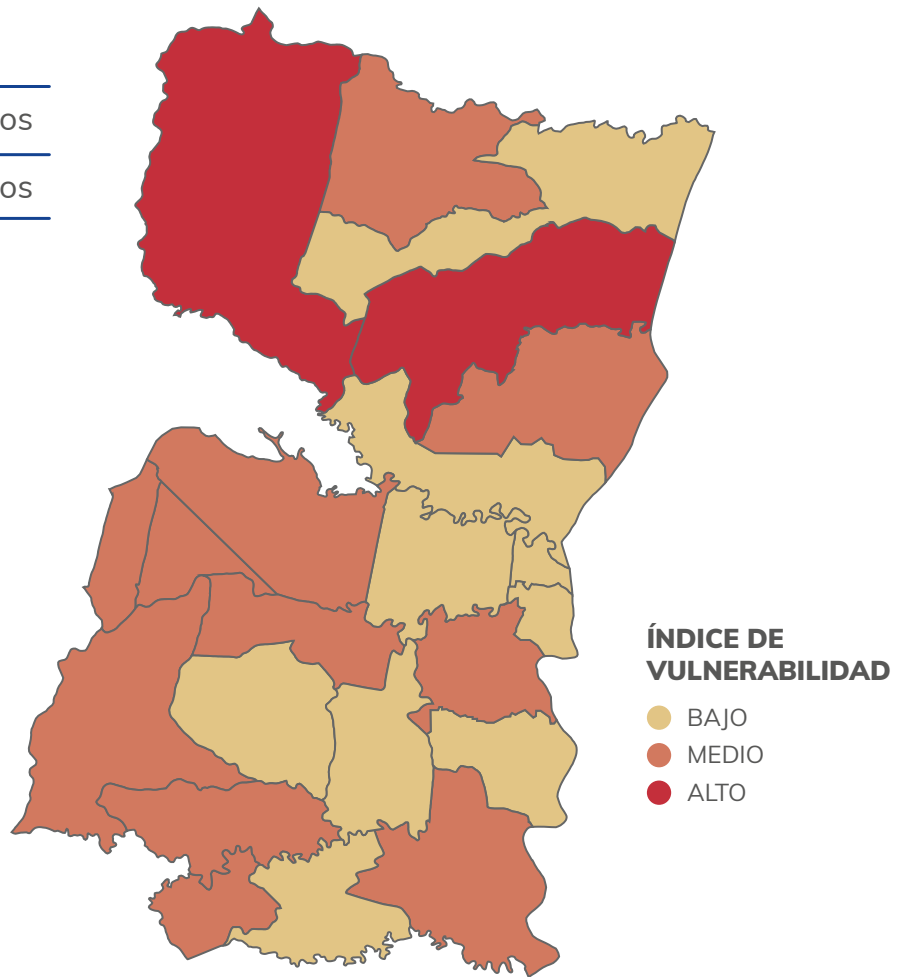 os
os
ÍNDICE DE
VULNERABILIDAD
BAJO
MEDIO
ALTO